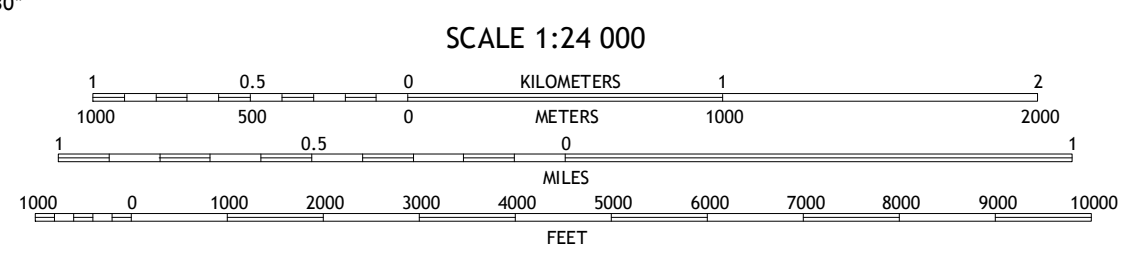 30"
SCALE 1:24 000
1 0.5 0 KILOMETERS 1 2
1000 500 0 METERS 1000 2000
1 0.5 0 1
MILES
1000 0 1000 2000 3000 4000 5000 6000 7000 8000 9000 10000
FEET